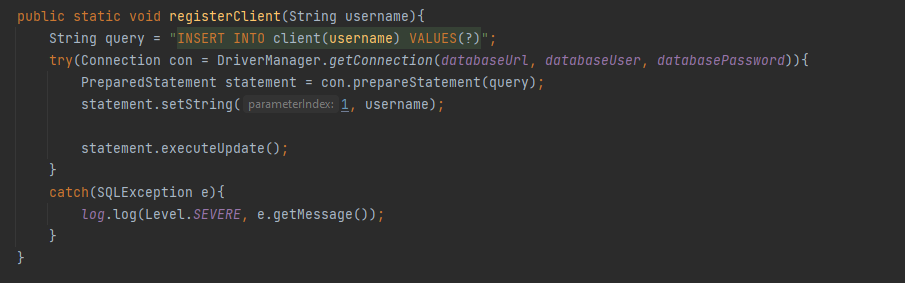 public static void registerClient(String username){
String query = "INSERT INTO client(username) VALUES(?)";
try(Connection con = DriverManager.getConnection(databaseUrl, databaseUser, databasePassword)){
PreparedStatement statement = con.prepareStatement(query);
statement.setString( parameterIndex: 1, username);
statement.executeUpdate();
}
catch(SQLException e){
log.log(Level.SEVERE, e.getMessage());
}
}